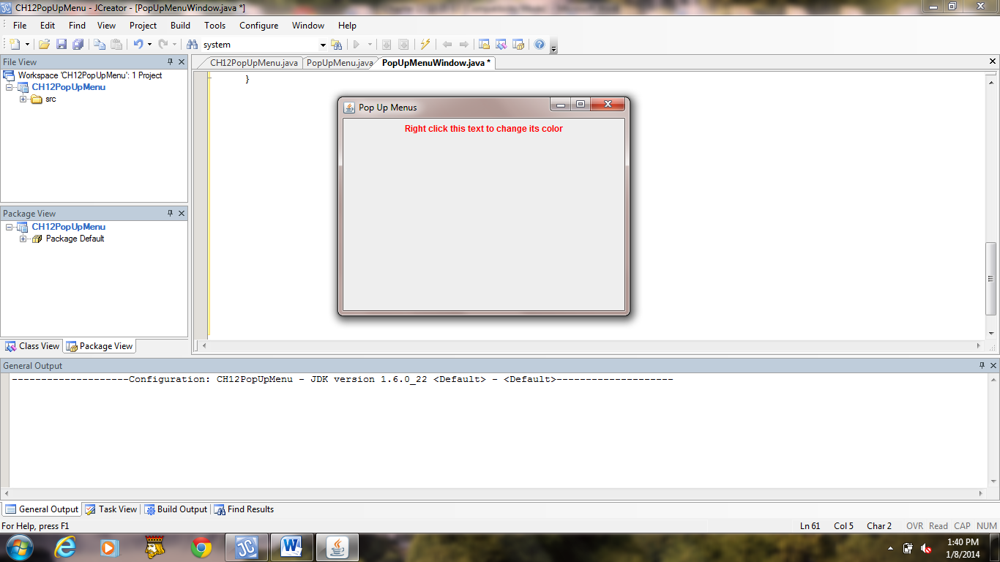 CH12PopUpMenu - JCreator - [PopUpMenuWindow.java *]
File Edit Find View Project Build Tools Configure Window Help
system
File View
CH12PopUpMenu.java PopUpMenu.java PopUpMenuWindow.java *
Workspace 'CH12PopUpMenu': 1 Project
CH12PopUpMenu
src
}
Pop Up Menus
Right click this text to change its color
Package View
CH12PopUpMenu
Package Default
Class View Package View
General Output
--------------------Configuration: CH12PopUpMenu - JDK version 1.6.0_22 <Default> - <Default>--------------------
General Output Task View Build Output Find Results
For Help, press F1 Ln 61 Col 5 Char 2 OVR Read CAP NUM
JC W
1:40 PM
1/8/2014